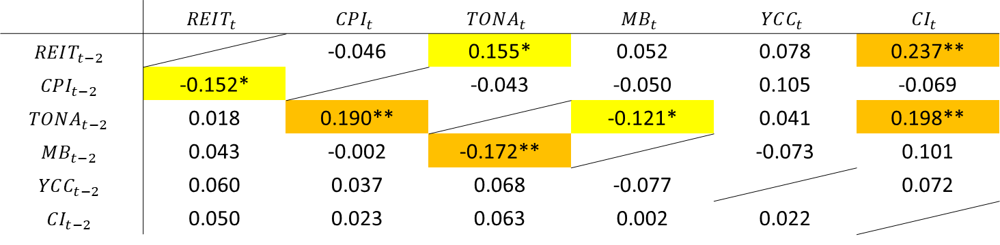 REIT_t CPI_t TONA_t MB_t YCC_t CI_t
REIT_{t−2} -0.046 0.155* 0.052 0.078 0.237**
CPI_{t−2} -0.152* -0.043 -0.050 0.105 -0.069
TONA_{t−2} 0.018 0.190** -0.121* 0.041 0.198**
MB_{t−2} 0.043 -0.002 -0.172** -0.073 0.101
YCC_{t−2} 0.060 0.037 0.068 -0.077 0.072
CI_{t−2} 0.050 0.023 0.063 0.002 0.022